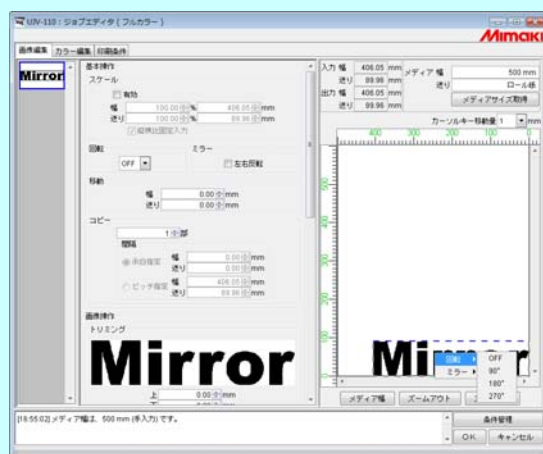 UJV-110 : ジョブエディタ ( フルカラー )
Mimaki
画像編集 カラー編集 印刷条件
Mirror
基本操作
スケール
有効
幅 100.00 % 406.05 mm
送り 100.00 % 89.96 mm
縦横比固定入力
回転
OFF
ミラー
左右反転
移動
幅 0.00 mm
送り 0.00 mm
コピー
1 部
間隔
余白指定 幅 0.00 mm
送り 0.00 mm
ピッチ指定 幅 406.05 mm
送り 89.96 mm
画像操作
トリミング
Mirror
上 0.00 mm
入力 幅 406.05 mm
送り 89.96 mm
出力 幅 406.05 mm
送り 89.96 mm
メディア 幅 500 mm
送り ロール紙
メディアサイズ取得
カーソルキー移動量 1 mm
400 300 200 100 0
500
400
300
200
100
0
回転
ミラー
OFF
90°
180°
270°
メディア幅 ズームアウト
[18:55:02] メディア幅は、500 mm (手入力) です。
条件管理
OK キャンセル